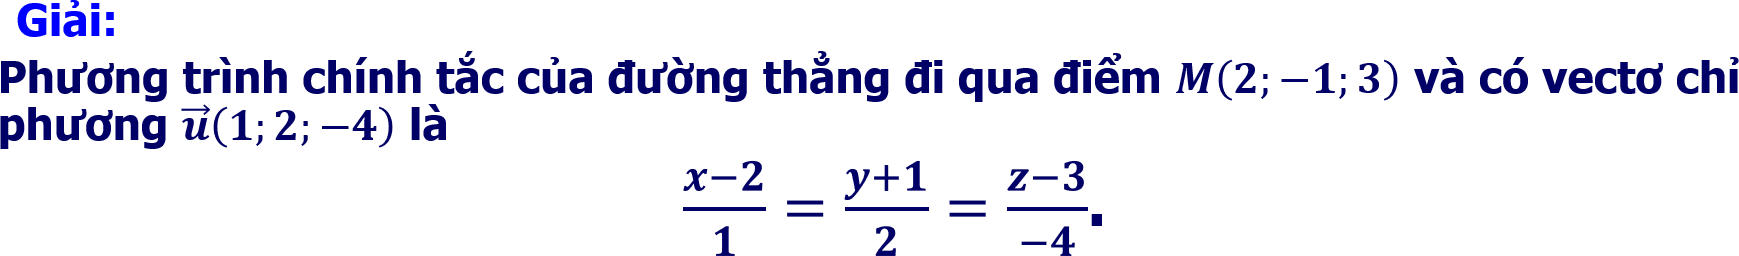 Giải:
Phương trình chính tắc của đường thẳng đi qua điểm M(2; −1; 3) và có vectơ chỉ
phương $\vec{u}$(1; 2; −4) là
$\frac{x-2}{1} = \frac{y+1}{2} = \frac{z-3}{-4}$.